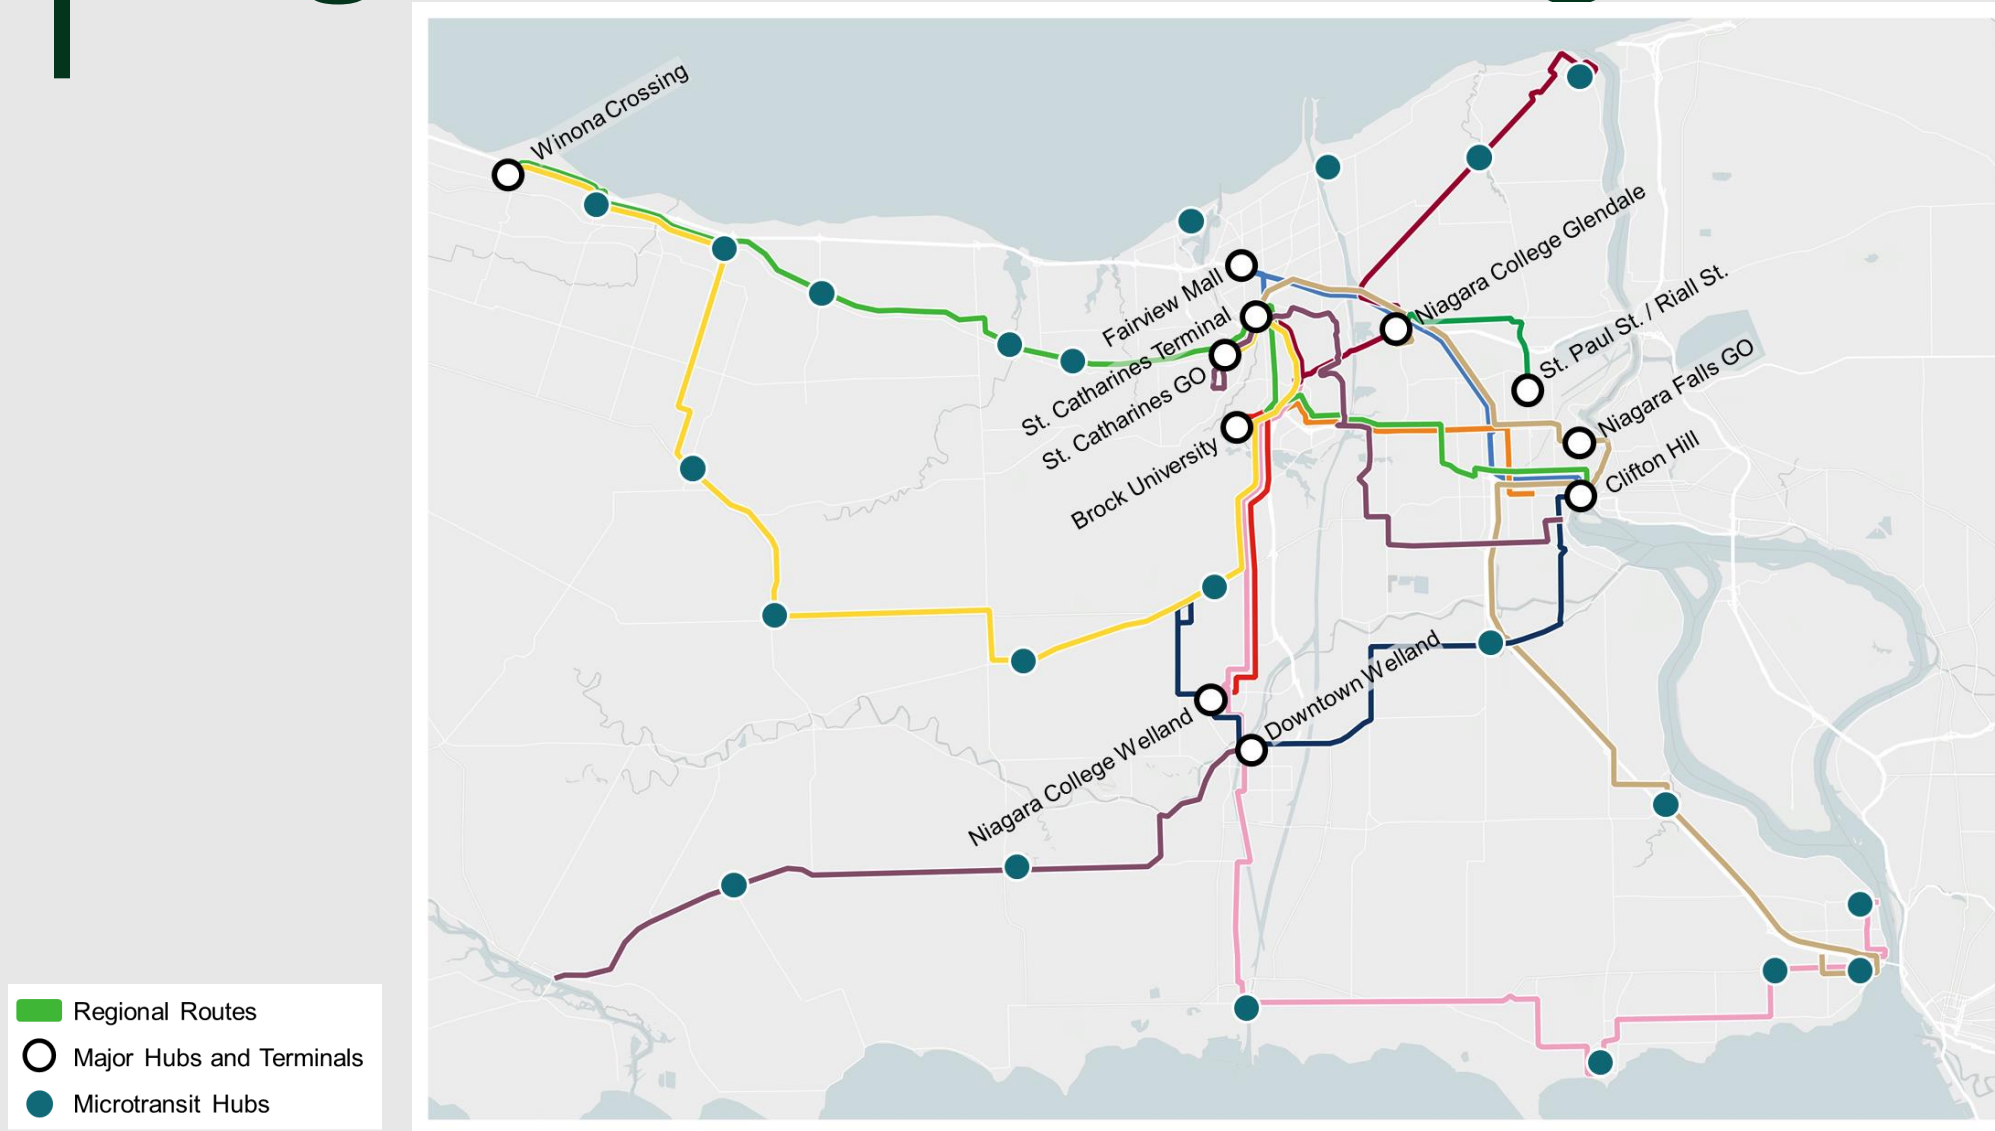 Winona Crossing
Niagara College Glendale
Fairview Mall
St. Paul St. / Riall St.
St. Catharines Terminal
Niagara Falls GO
St. Catharines GO
Clifton Hill
Brock University
Downtown Welland
Niagara College Welland
Regional Routes
Major Hubs and Terminals
Microtransit Hubs